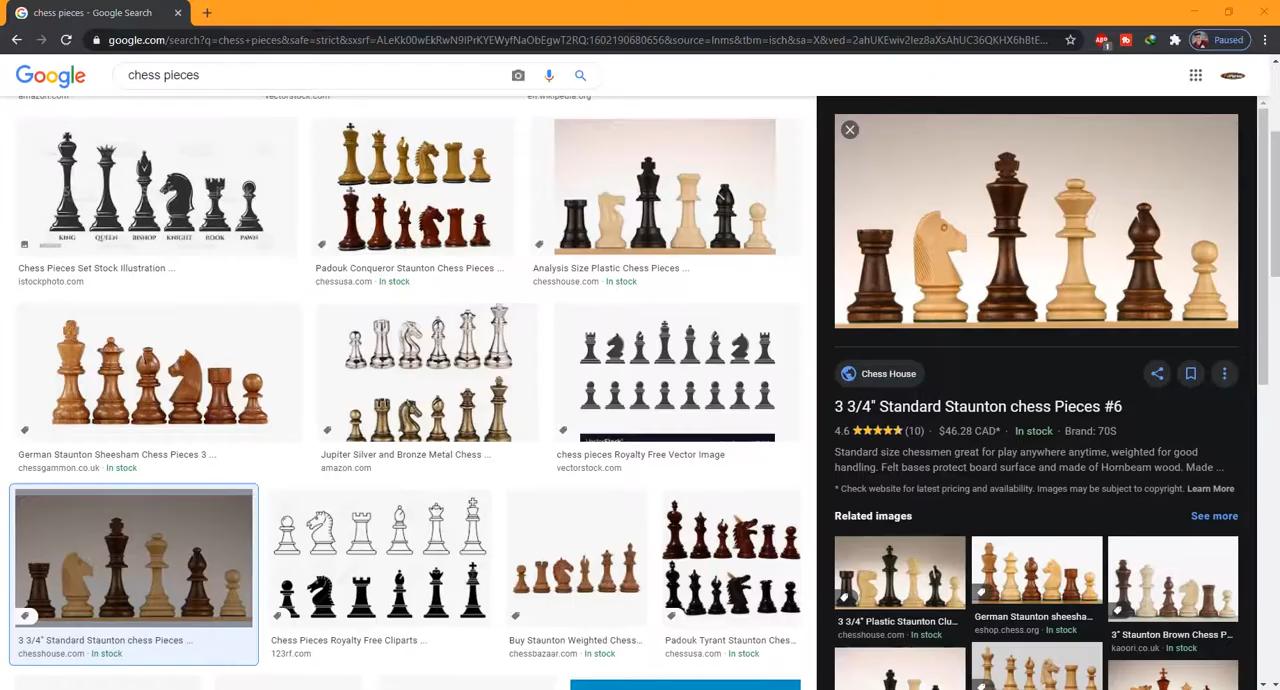 chess pieces - Google Search
google.com/search?q=chess+pieces&safe=strict&sxsrf=ALeKk00wEkRwN9IPrKYEWyfNaObEgwT2RQ:1602190680656&source=lnms&tbm=isch&sa=X&ved=2ahUKEwiv2Iez8aXsAhUC36QKHX6hBtE...
Paused
Google
chess pieces
amazon.com
vectorstock.com
en.wikipedia.org
KING QUEEN BISHOP KNIGHT ROOK PAWN
Chess Pieces Set Stock Illustration ...
istockphoto.com
Padouk Conqueror Staunton Chess Pieces ...
chessusa.com · In stock
Analysis Size Plastic Chess Pieces ...
chesshouse.com · In stock
German Staunton Sheesham Chess Pieces 3 ...
chessgammon.co.uk · In stock
Jupiter Silver and Bronze Metal Chess ...
amazon.com
chess pieces Royalty Free Vector Image
vectorstock.com
3 3/4" Standard Staunton chess Pieces ...
chesshouse.com · In stock
Chess Pieces Royalty Free Cliparts ...
123rf.com
Buy Staunton Weighted Chess...
chessbazaar.com · In stock
Padouk Tyrant Staunton Ches...
chessusa.com · In stock
Chess House
3 3/4" Standard Staunton chess Pieces #6
4.6 ★★★★★ (10) · $46.28 CAD* · In stock · Brand: 70S
Standard size chessmen great for play anywhere anytime, weighted for good
handling. Felt bases protect board surface and made of Hornbeam wood. Made ...
* Check website for latest pricing and availability. Images may be subject to copyright. Learn More
Related images
See more
3 3/4" Plastic Staunton Clu...
chesshouse.com · In stock
German Staunton sheesha...
eshop.chess.org · In stock
3" Staunton Brown Chess P...
kaoori.co.uk · In stock